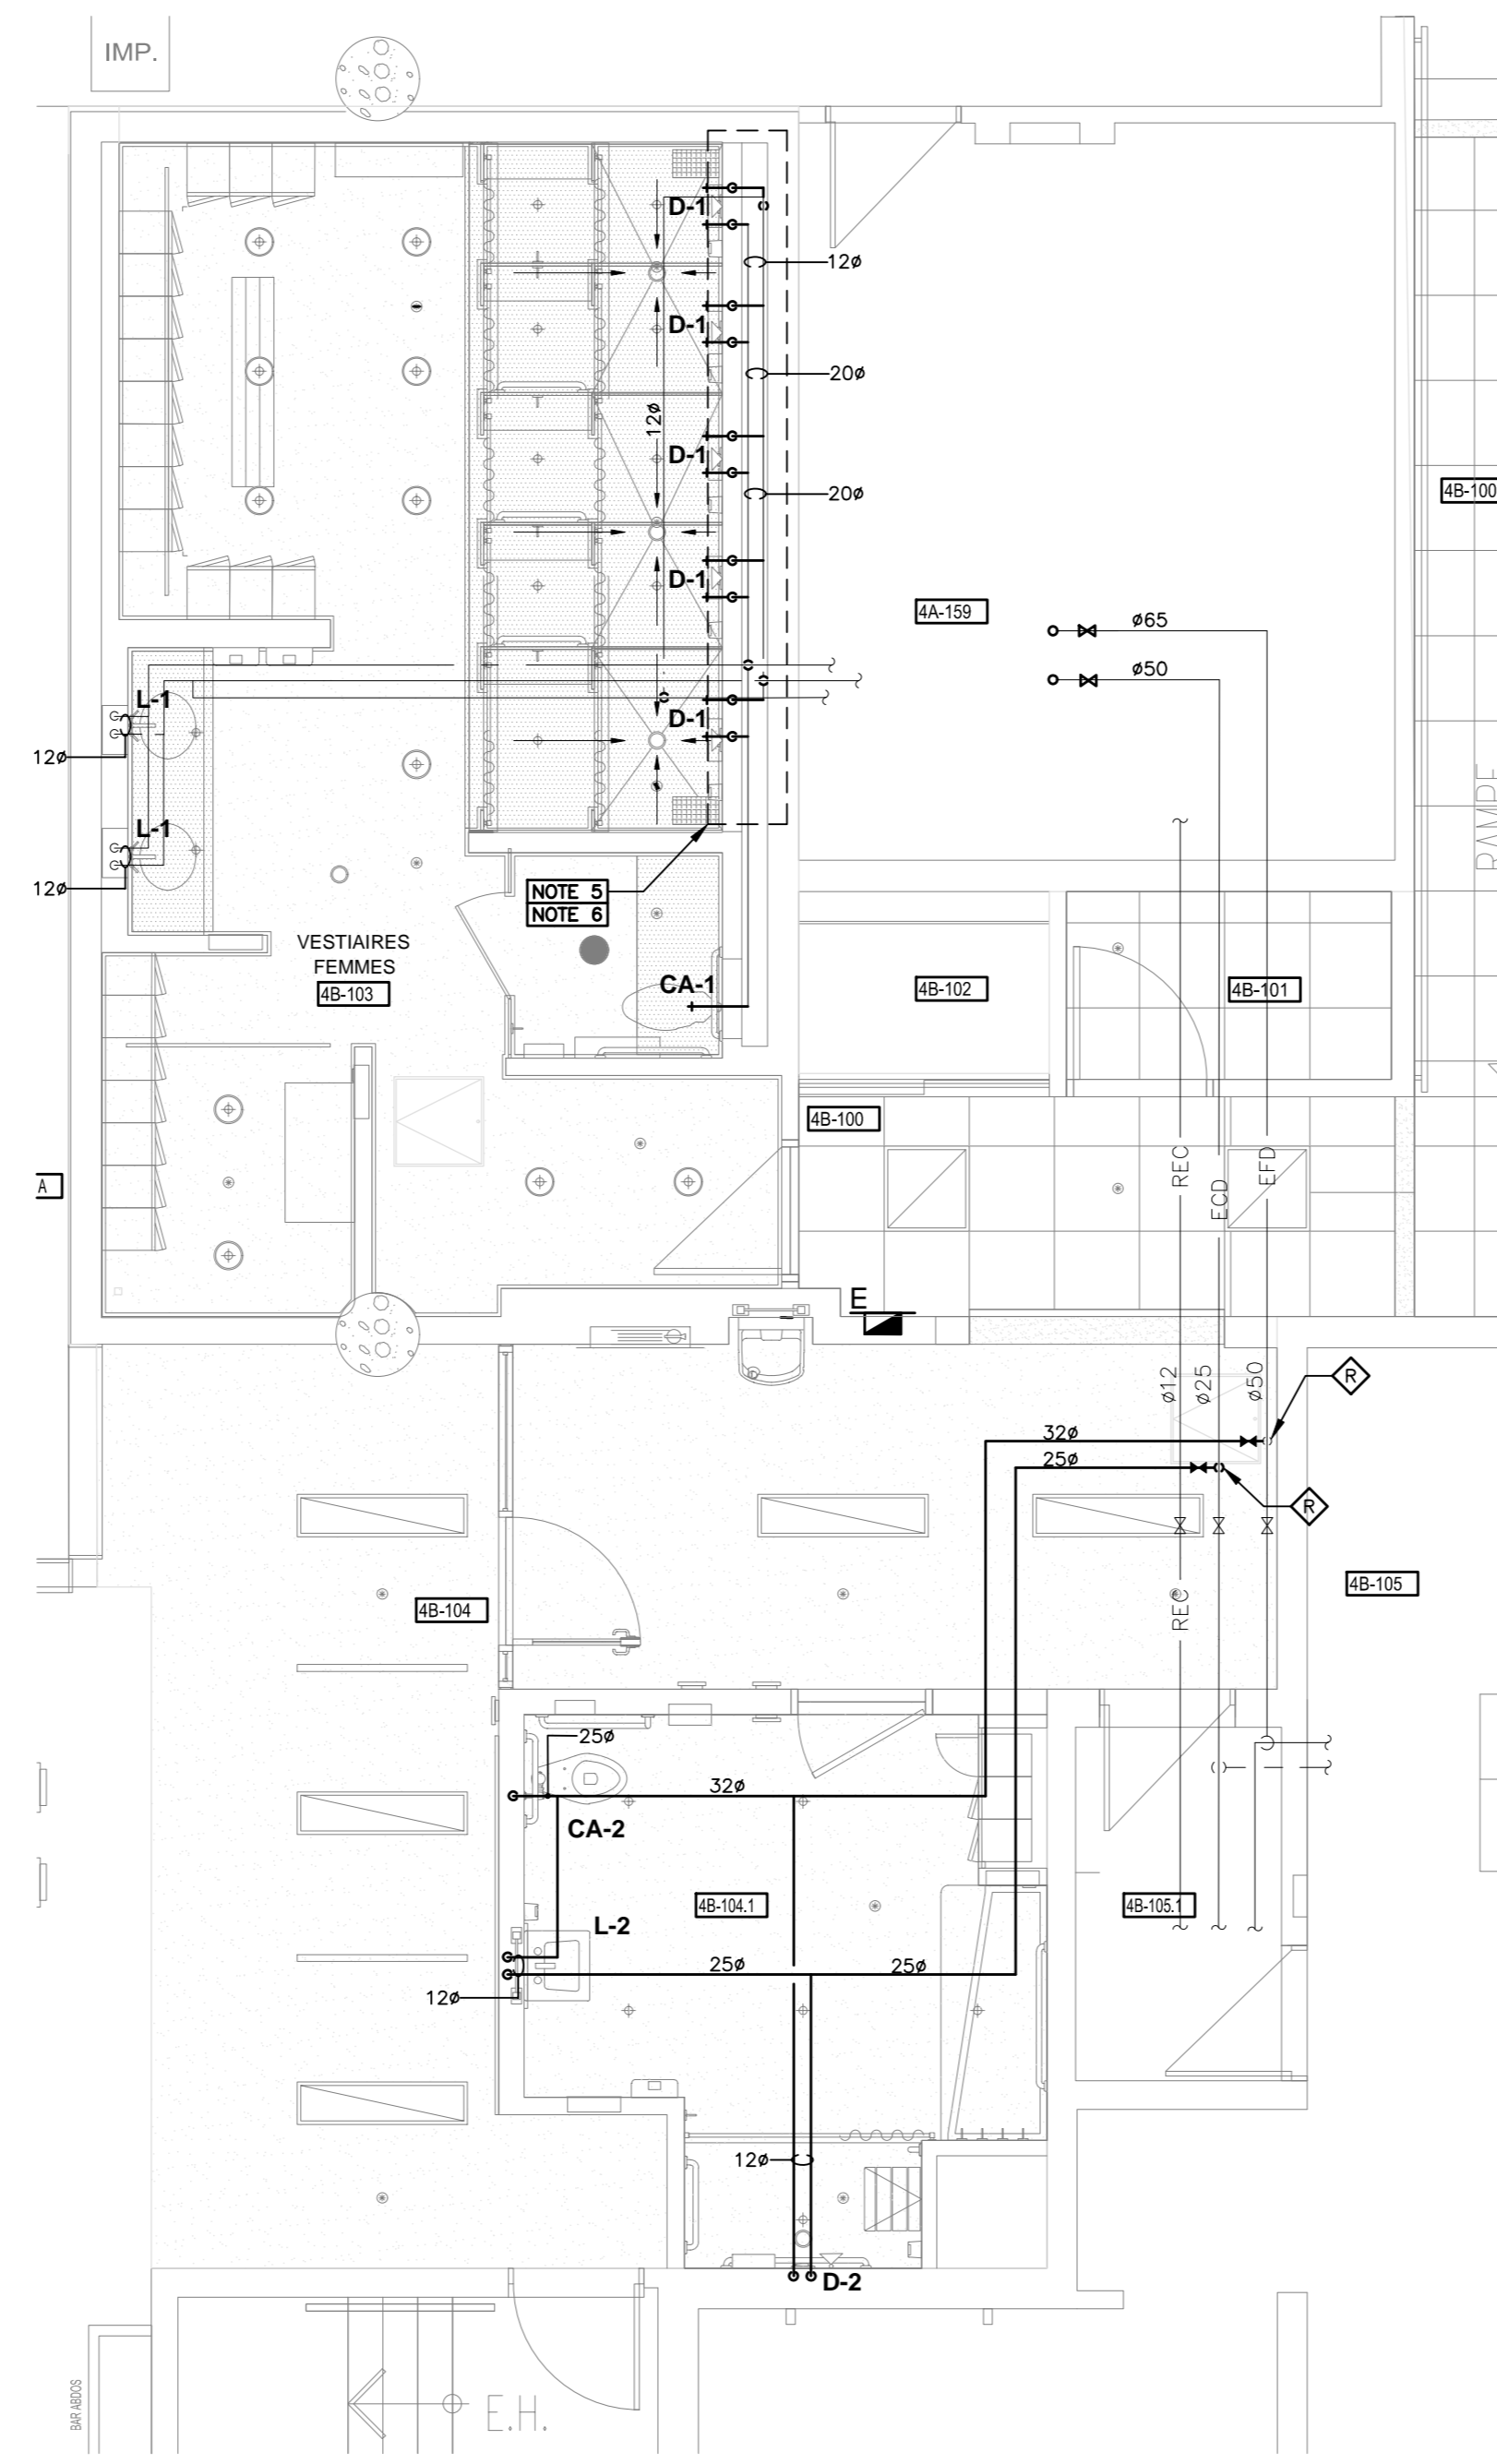 IMP.
D-1
12ø
D-1
20ø
12ø
D-1
20ø
4B-100
D-1
4A-159
ø65
ø50
L-1
D-1
12ø
RAMPE
L-1
12ø
NOTE 5
NOTE 6
VESTIAIRES
FEMMES
4B-103
CA-1
4B-102
4B-101
4B-100
A
REC
ECD
EFD
E
ø12
ø25
ø50
R
32ø
25ø
R
4B-104
4B-105
REC
25ø
32ø
CA-2
4B-104.1
4B-105.1
L-2
25ø
25ø
12ø
12ø
D-2
BAR ABDOS
E.H.